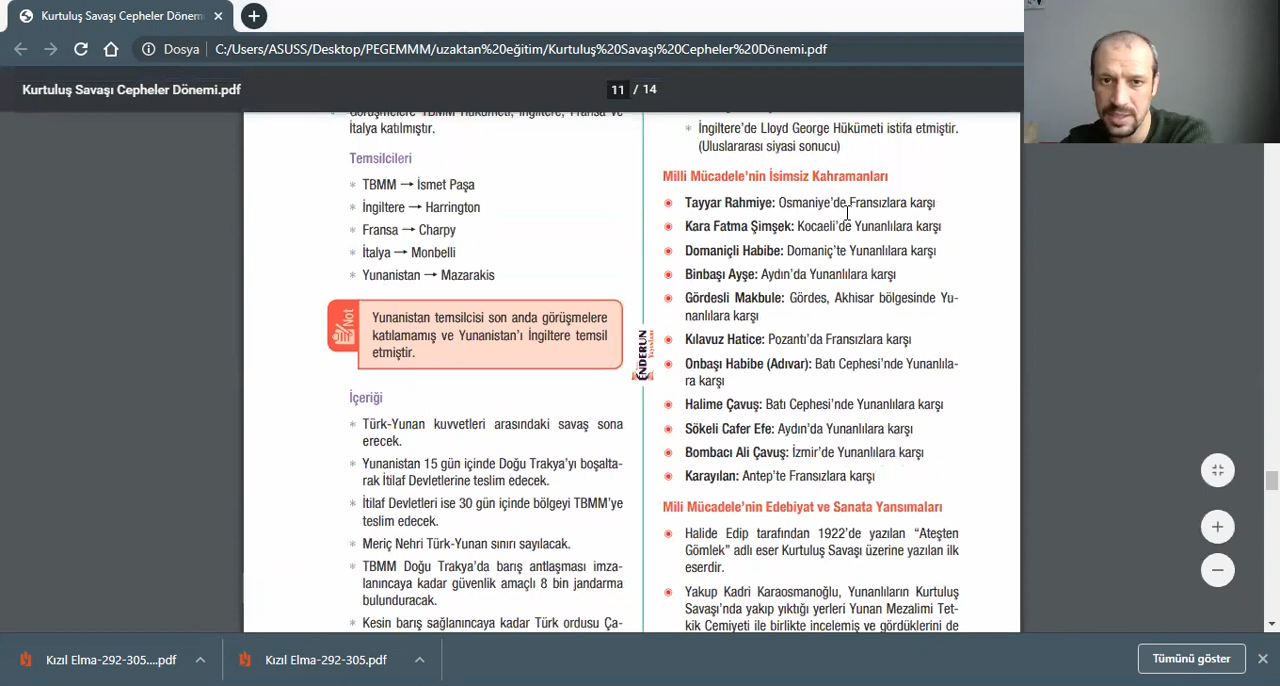 Kurtuluş Savaşı Cepheler Dönem
Dosya
C:/Users/ASUSS/Desktop/PEGEMMM/uzaktan%20eğitim/Kurtuluş%20Savaşı%20Cepheler%20Dönemi.pdf
Kurtuluş Savaşı Cepheler Dönemi.pdf
11 / 14
Görüşmelere TBMM Hükümeti, İngiltere, Fransa ve
İtalya katılmıştır.
Temsilcileri
* TBMM → İsmet Paşa
* İngiltere → Harrington
* Fransa → Charpy
* İtalya → Monbelli
* Yunanistan → Mazarakis
Not
Yunanistan temsilcisi son anda görüşmelere
katılamamış ve Yunanistan'ı İngiltere temsil
etmiştir.
İçeriği
* Türk-Yunan kuvvetleri arasındaki savaş sona
erecek.
* Yunanistan 15 gün içinde Doğu Trakya'yı boşalta-
rak İtilaf Devletlerine teslim edecek.
* İtilaf Devletleri ise 30 gün içinde bölgeyi TBMM'ye
teslim edecek.
* Meriç Nehri Türk-Yunan sınırı sayılacak.
* TBMM Doğu Trakya'da barış antlaşması imza-
lanıncaya kadar güvenlik amaçlı 8 bin jandarma
bulunduracak.
* Kesin barış sağlanıncaya kadar Türk ordusu Ça-
ENDERUN
Yayınları
* İngiltere'de Lloyd George Hükümeti istifa etmiştir.
(Uluslararası siyasi sonucu)
Milli Mücadele'nin İsimsiz Kahramanları
Tayyar Rahmiye: Osmaniye'de Fransızlara karşı
Kara Fatma Şimşek: Kocaeli'de Yunanlılara karşı
Domaniçli Habibe: Domaniç'te Yunanlılara karşı
Binbaşı Ayşe: Aydın'da Yunanlılara karşı
Gördesli Makbule: Gördes, Akhisar bölgesinde Yu-
nanlılara karşı
Kılavuz Hatice: Pozantı'da Fransızlara karşı
Onbaşı Habibe (Adıvar): Batı Cephesi'nde Yunanlıla-
ra karşı
Halime Çavuş: Batı Cephesi'nde Yunanlılara karşı
Sökeli Cafer Efe: Aydın'da Yunanlılara karşı
Bombacı Ali Çavuş: İzmir'de Yunanlılara karşı
Karayılan: Antep'te Fransızlara karşı
Mili Mücadele'nin Edebiyat ve Sanata Yansımaları
Halide Edip tarafından 1922'de yazılan "Ateşten
Gömlek" adlı eser Kurtuluş Savaşı üzerine yazılan ilk
eserdir.
Yakup Kadri Karaosmanoğlu, Yunanlıların Kurtuluş
Savaşı'nda yakıp yıktığı yerleri Yunan Mezalimi Tet-
kik Cemiyeti ile birlikte incelemiş ve gördüklerini de
Kızıl Elma-292-305....pdf
Kızıl Elma-292-305.pdf
Tümünü göster